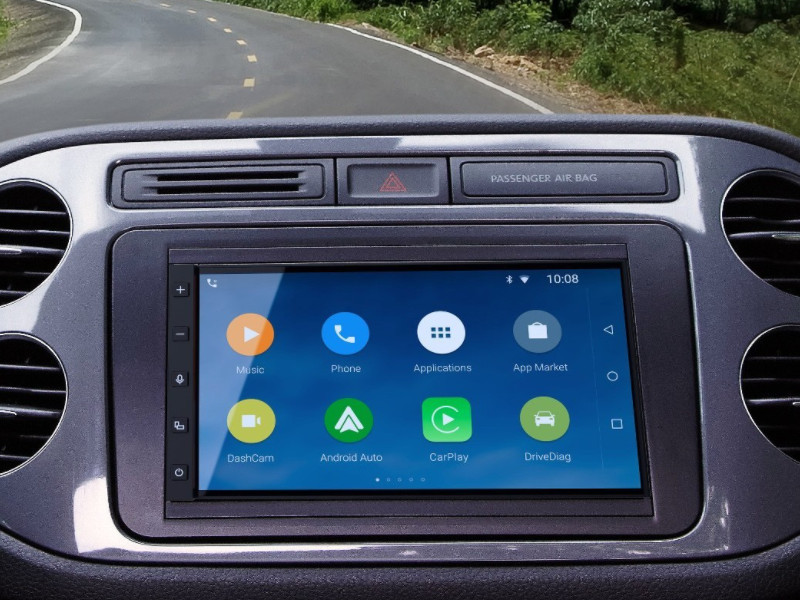 PASSENGER AIR BAG
10:08
Music
Phone
Applications
App Market
DashCam
Android Auto
CarPlay
DriveDiag